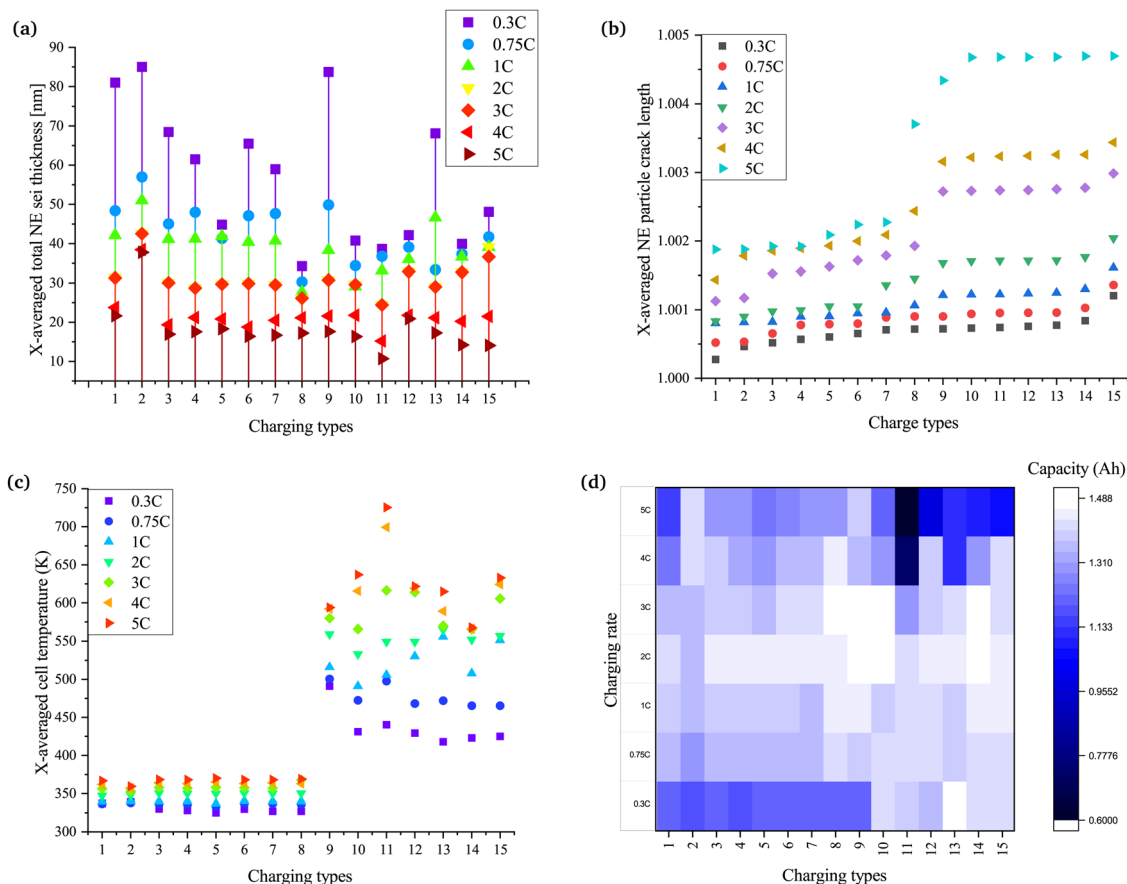 (a)
X-averaged total NE sei thickness [nm]
90
80
70
60
50
40
30
20
10
0.3C
0.75C
1C
2C
3C
4C
5C
1 2 3 4 5 6 7 8 9 10 11 12 13 14 15
Charging types
(b)
X-averaged NE particle crack length
1.005
1.004
1.003
1.002
1.001
1.000
0.3C
0.75C
1C
2C
3C
4C
5C
1 2 3 4 5 6 7 8 9 10 11 12 13 14 15
Charge types
(c)
X-averaged cell temperature (K)
750
700
650
600
550
500
450
400
350
300
0.3C
0.75C
1C
2C
3C
4C
5C
1 2 3 4 5 6 7 8 9 10 11 12 13 14 15
Charging types
(d)
Capacity (Ah)
Charging rate
5C
4C
3C
2C
1C
0.75C
0.3C
1 2 3 4 5 6 7 8 9 10 11 12 13 14 15
Charging types
1.488
1.310
1.133
0.9552
0.7776
0.6000